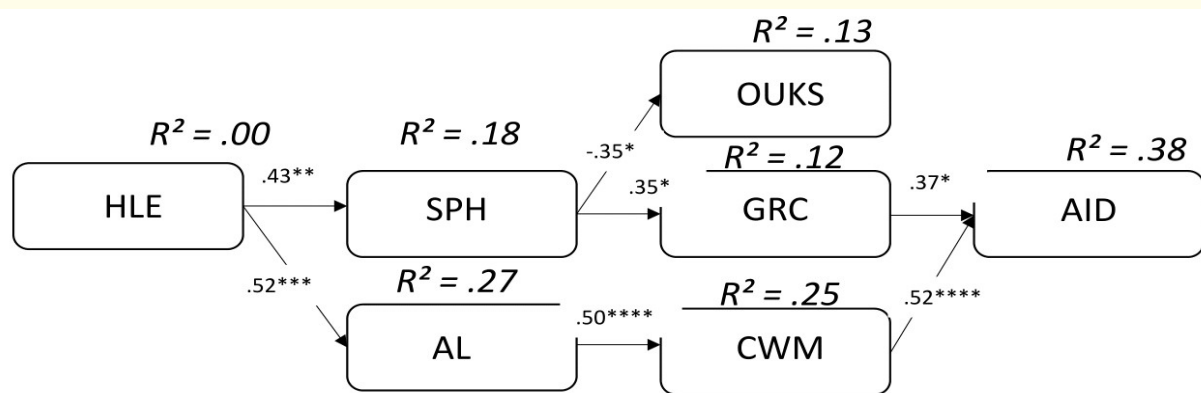 R² = .13
OUKS
R² = .00
R² = .18
-.35*
R² = .12
R² = .38
HLE
.43**
SPH
.35*
GRC
.37*
AID
.52***
R² = .27
.50****
R² = .25
.52****
AL
CWM